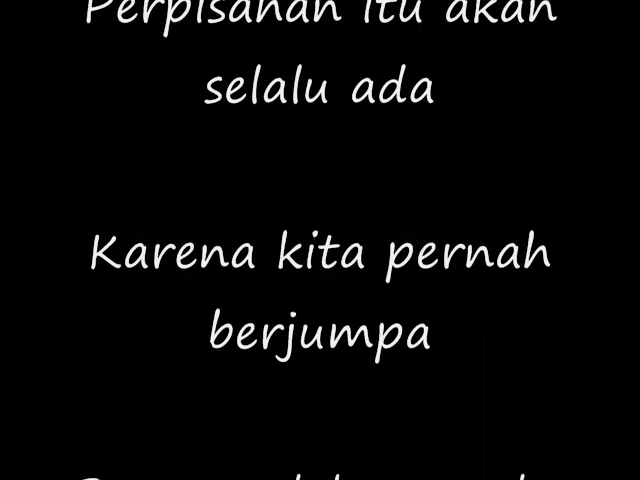 Perpisahan itu akan
selalu ada
Karena kita pernah
berjumpa